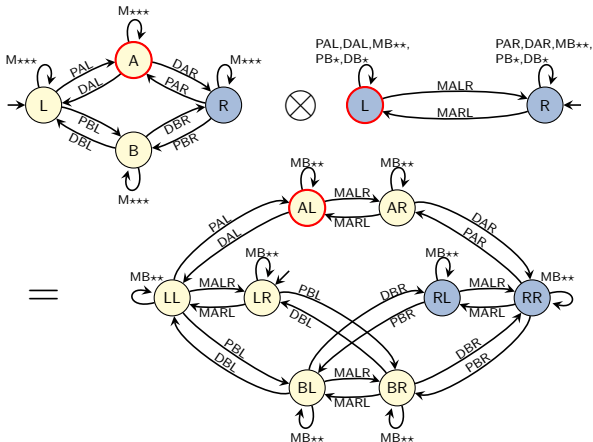 M⋆⋆⋆
PAL
DAL
A
DAR
PAR
M⋆⋆⋆
M⋆⋆⋆
L
R
PBL
DBL
B
DBR
PBR
M⋆⋆⋆
⊗
PAL,DAL,MB⋆⋆,
PB⋆,DB⋆
PAR,DAR,MB⋆⋆,
PB⋆,DB⋆
L
MALR
MARL
R
=
MB⋆⋆
MB⋆⋆
PAL
DAL
AL
MALR
MARL
AR
DAR
PAR
MB⋆⋆
MB⋆⋆
MB⋆⋆
MB⋆⋆
LL
MALR
MARL
LR
PBL
DBL
DBR
PBR
RL
MALR
MARL
RR
PBL
DBL
BL
MALR
MARL
BR
DBR
PBR
MB⋆⋆
MB⋆⋆